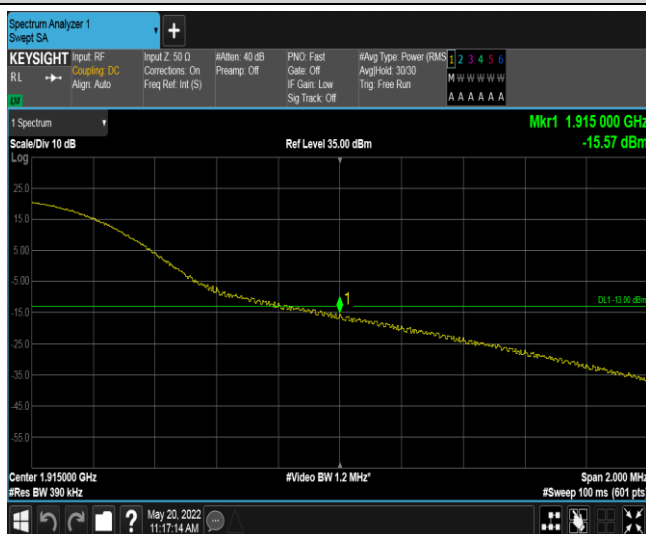 Spectrum Analyzer 1
Swept SA
+
KEYSIGHT
RL
Input: RF
Coupling: DC
Align: Auto
Input Z: 50 Ω
Corrections: On
Freq Ref: Int (S)
#Atten: 40 dB
Preamp: Off
PNO: Fast
Gate: Off
IF Gain: Low
Sig Track: Off
#Avg Type: Power (RMS
Avg|Hold: 30/30
Trig: Free Run
1 2 3 4 5 6
M W W W W W
A A A A A A
1 Spectrum
Scale/Div 10 dB
Ref Level 35.00 dBm
Mkr1 1.915 000 GHz
-15.57 dBm
Log
25.0
15.0
5.00
-5.00
-15.0
-25.0
-35.0
-45.0
-55.0
1
DL1 -13.00 dBm
Center 1.915000 GHz
#Res BW 390 kHz
#Video BW 1.2 MHz*
Span 2.000 MHz
#Sweep 100 ms (601 pts)
?
May 20, 2022
11:17:14 AM